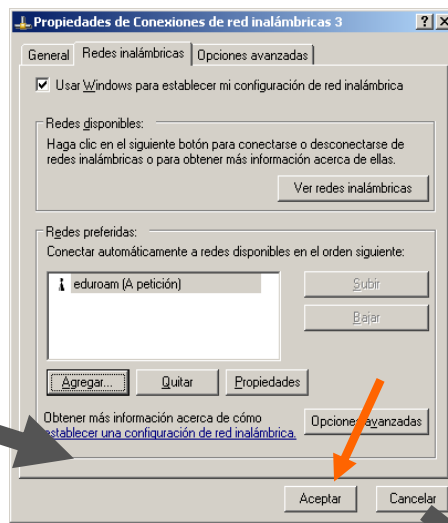 Propiedades de Conexiones de red inalámbricas 3
General Redes inalámbricas Opciones avanzadas
Usar Windows para establecer mi configuración de red inalámbrica
Redes disponibles:
Haga clic en el siguiente botón para conectarse o desconectarse de
redes inalámbricas o para obtener más información acerca de ellas.
Ver redes inalámbricas
Redes preferidas:
Conectar automáticamente a redes disponibles en el orden siguiente:
eduroam (A petición)
Subir
Bajar
Agregar... Quitar Propiedades
Obtener más información acerca de cómo
establecer una configuración de red inalámbrica.
Opciones avanzadas
Aceptar Cancelar